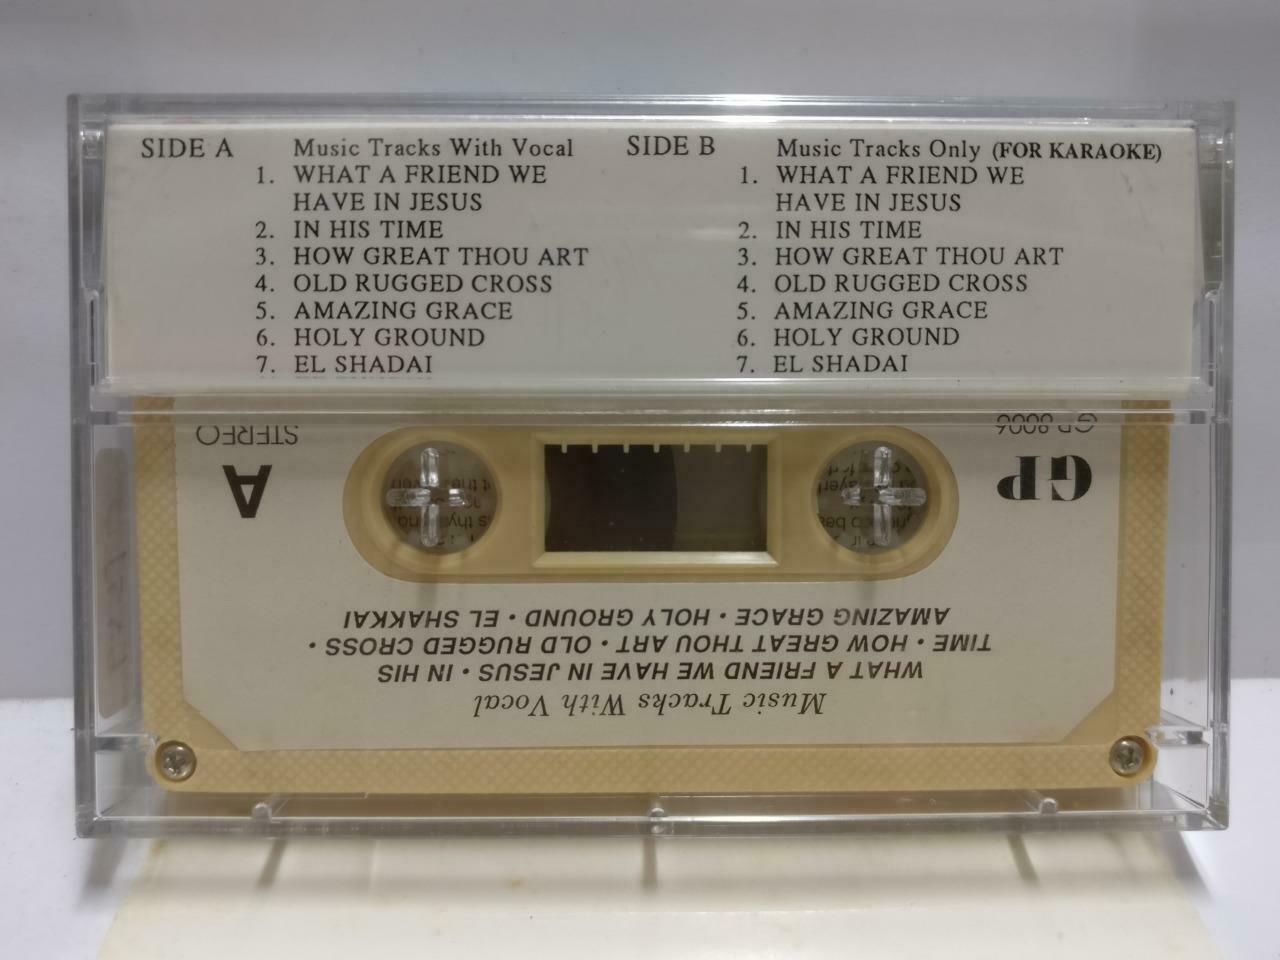 SIDE A Music Tracks With Vocal
1. WHAT A FRIEND WE
HAVE IN JESUS
2. IN HIS TIME
3. HOW GREAT THOU ART
4. OLD RUGGED CROSS
5. AMAZING GRACE
6. HOLY GROUND
7. EL SHADAI
SIDE B Music Tracks Only (FOR KARAOKE)
1. WHAT A FRIEND WE
HAVE IN JESUS
2. IN HIS TIME
3. HOW GREAT THOU ART
4. OLD RUGGED CROSS
5. AMAZING GRACE
6. HOLY GROUND
7. EL SHADAI
Music Tracks With Vocal
WHAT A FRIEND WE HAVE IN JESUS • IN HIS
TIME • HOW GREAT THOU ART • OLD RUGGED CROSS •
AMAZING GRACE • HOLY GROUND • EL SHAKKAI
GP
A
GP 8006
STEREO